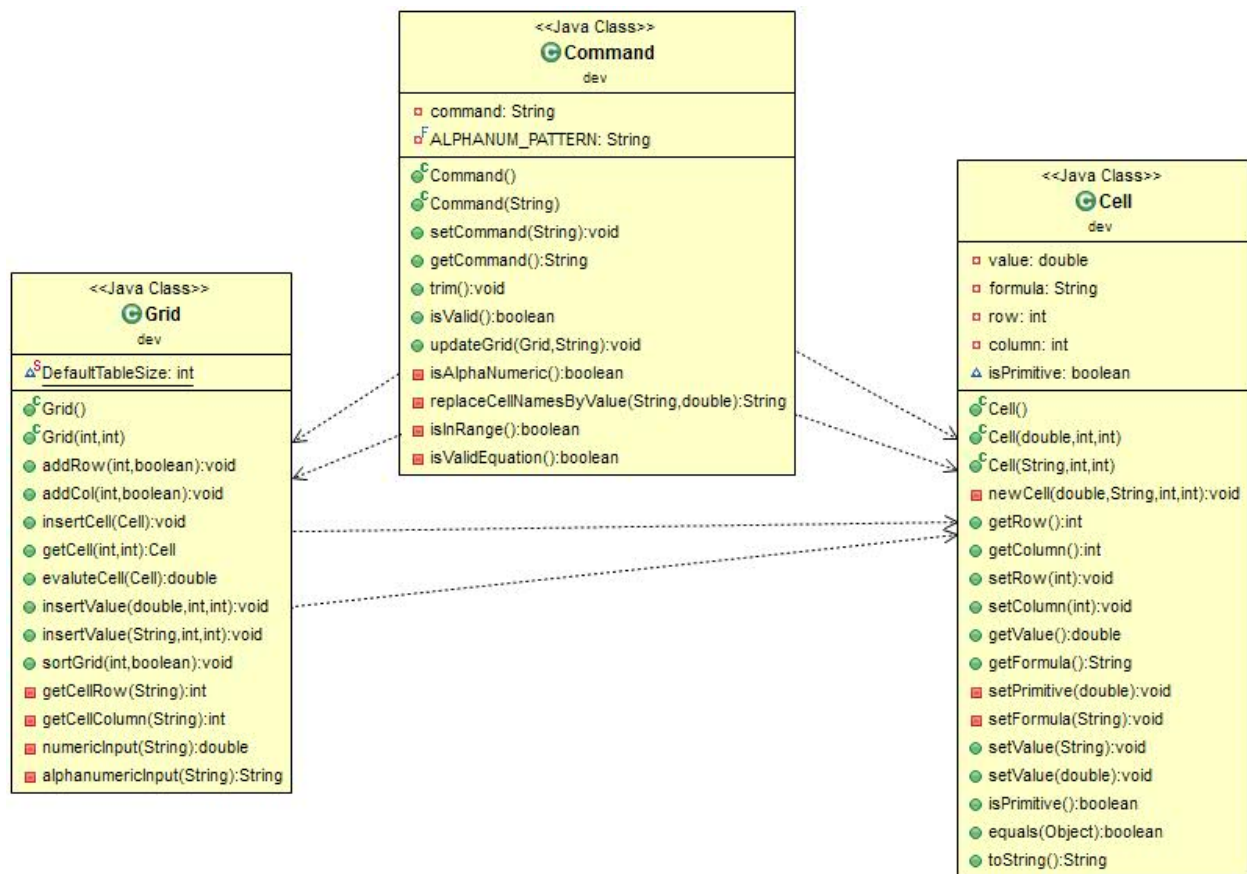 <<Java Class>>
Command
dev
command: String
ALPHANUM_PATTERN: String
Command()
Command(String)
setCommand(String):void
getCommand():String
trim():void
isValid():boolean
updateGrid(Grid,String):void
isAlphaNumeric():boolean
replaceCellNamesByValue(String,double):String
isInRange():boolean
isValidEquation():boolean
<<Java Class>>
Grid
dev
DefaultTableSize: int
Grid()
Grid(int,int)
addRow(int,boolean):void
addCol(int,boolean):void
insertCell(Cell):void
getCell(int,int):Cell
evaluteCell(Cell):double
insertValue(double,int,int):void
insertValue(String,int,int):void
sortGrid(int,boolean):void
getCellRow(String):int
getCellColumn(String):int
numericInput(String):double
alphanumericInput(String):String
<<Java Class>>
Cell
dev
value: double
formula: String
row: int
column: int
isPrimitive: boolean
Cell()
Cell(double,int,int)
Cell(String,int,int)
newCell(double,String,int,int):void
getRow():int
getColumn():int
setRow(int):void
setColumn(int):void
getValue():double
getFormula():String
setPrimitive(double):void
setFormula(String):void
setValue(String):void
setValue(double):void
isPrimitive():boolean
equals(Object):boolean
toString():String